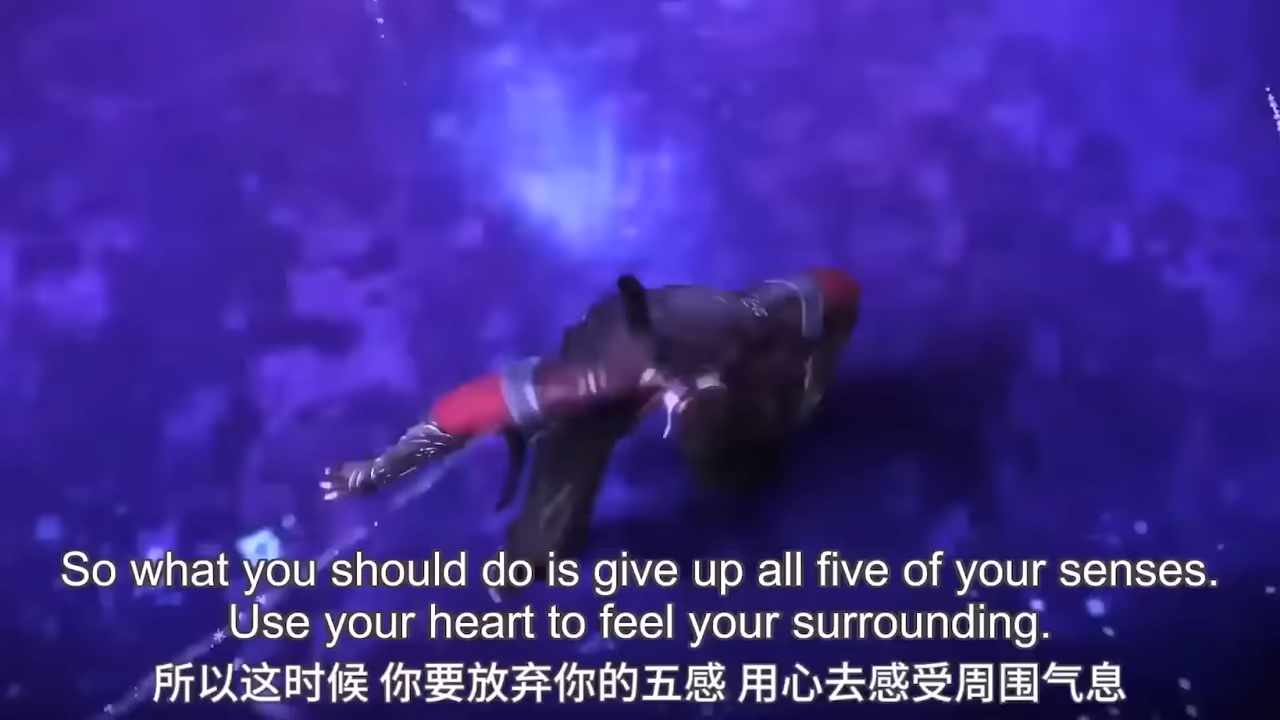 So what you should do is give up all five of your senses.
Use your heart to feel your surrounding.
所以这时候 你要放弃你的五感 用心去感受周围气息